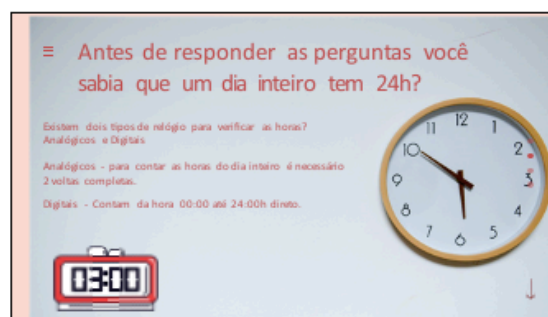 Antes de responder as perguntas você
sabia que um dia inteiro tem 24h?
Existem dois tipos de relógio para verificar as horas?
Analógicos e Digitais
Analógicos - para contar as horas do dia inteiro é necessário
2 voltas completas.
Digitais - Contam da hora 00:00 até 24:00h direto.
12
11
1
10
2
9
3
8
4
7
5
6
03:00